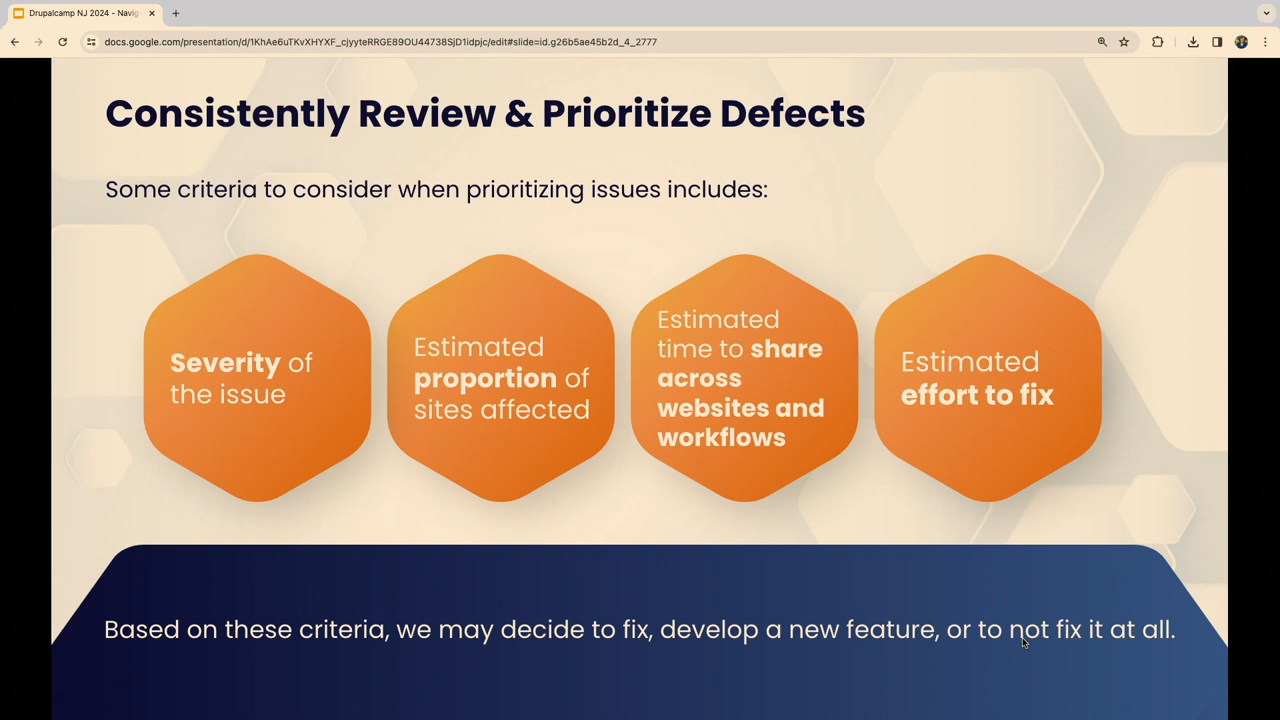 Drupalcamp NJ 2024 - Navig
docs.google.com/presentation/d/1KhAe6uTKvXHYXF_cjyyteRRGE89OU44738SjD1idpjc/edit#slide=id.g26b5ae45b2d_4_2777
Consistently Review & Prioritize Defects
Some criteria to consider when prioritizing issues includes:
Severity of
the issue
Estimated
proportion of
sites affected
Estimated
time to share
across
websites and
workflows
Estimated
effort to fix
Based on these criteria, we may decide to fix, develop a new feature, or to not fix it at all.